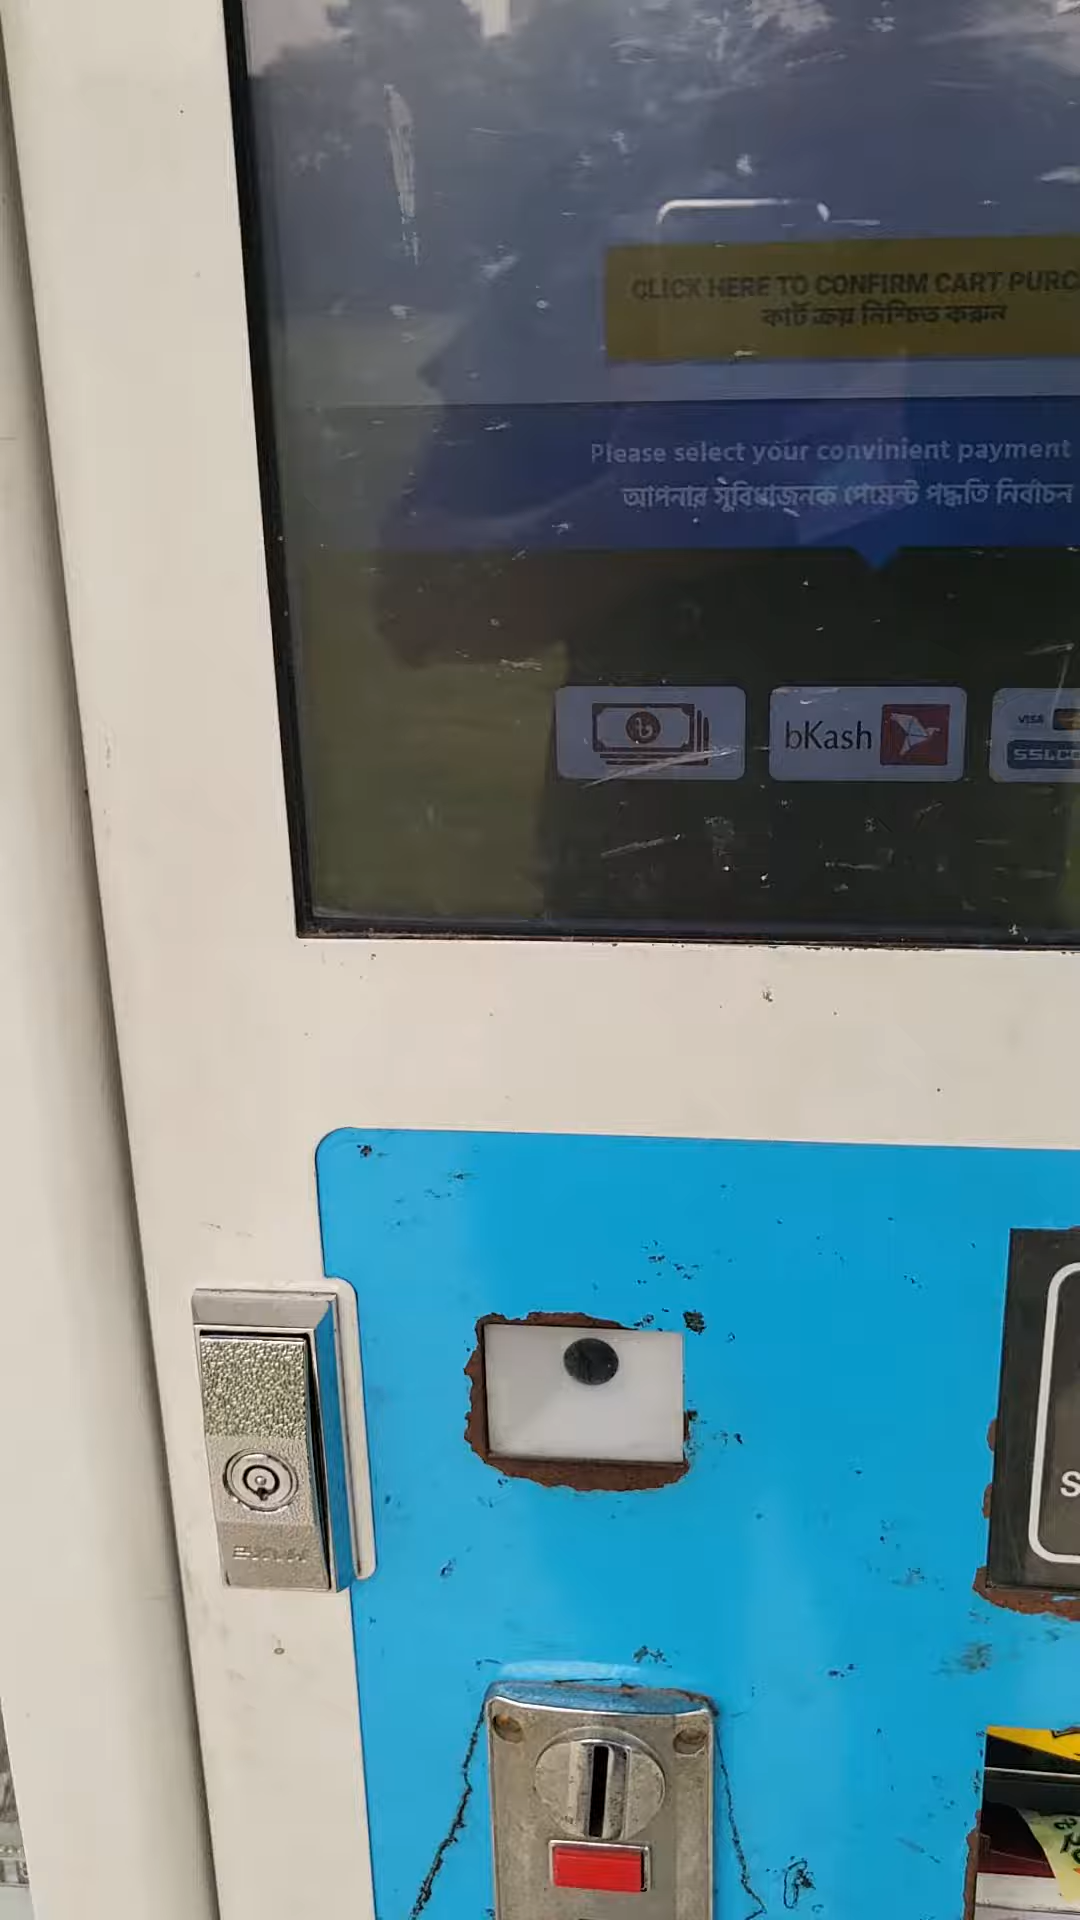 CLICK HERE TO CONFIRM CART PURC
কার্ট ক্রয় নিশ্চিত করুন
Please select your convinient payment
আপনার সুবিধাজনক পেমেন্ট পদ্ধতি নির্বাচন
৳
bKash
VISA
SSLCO
S